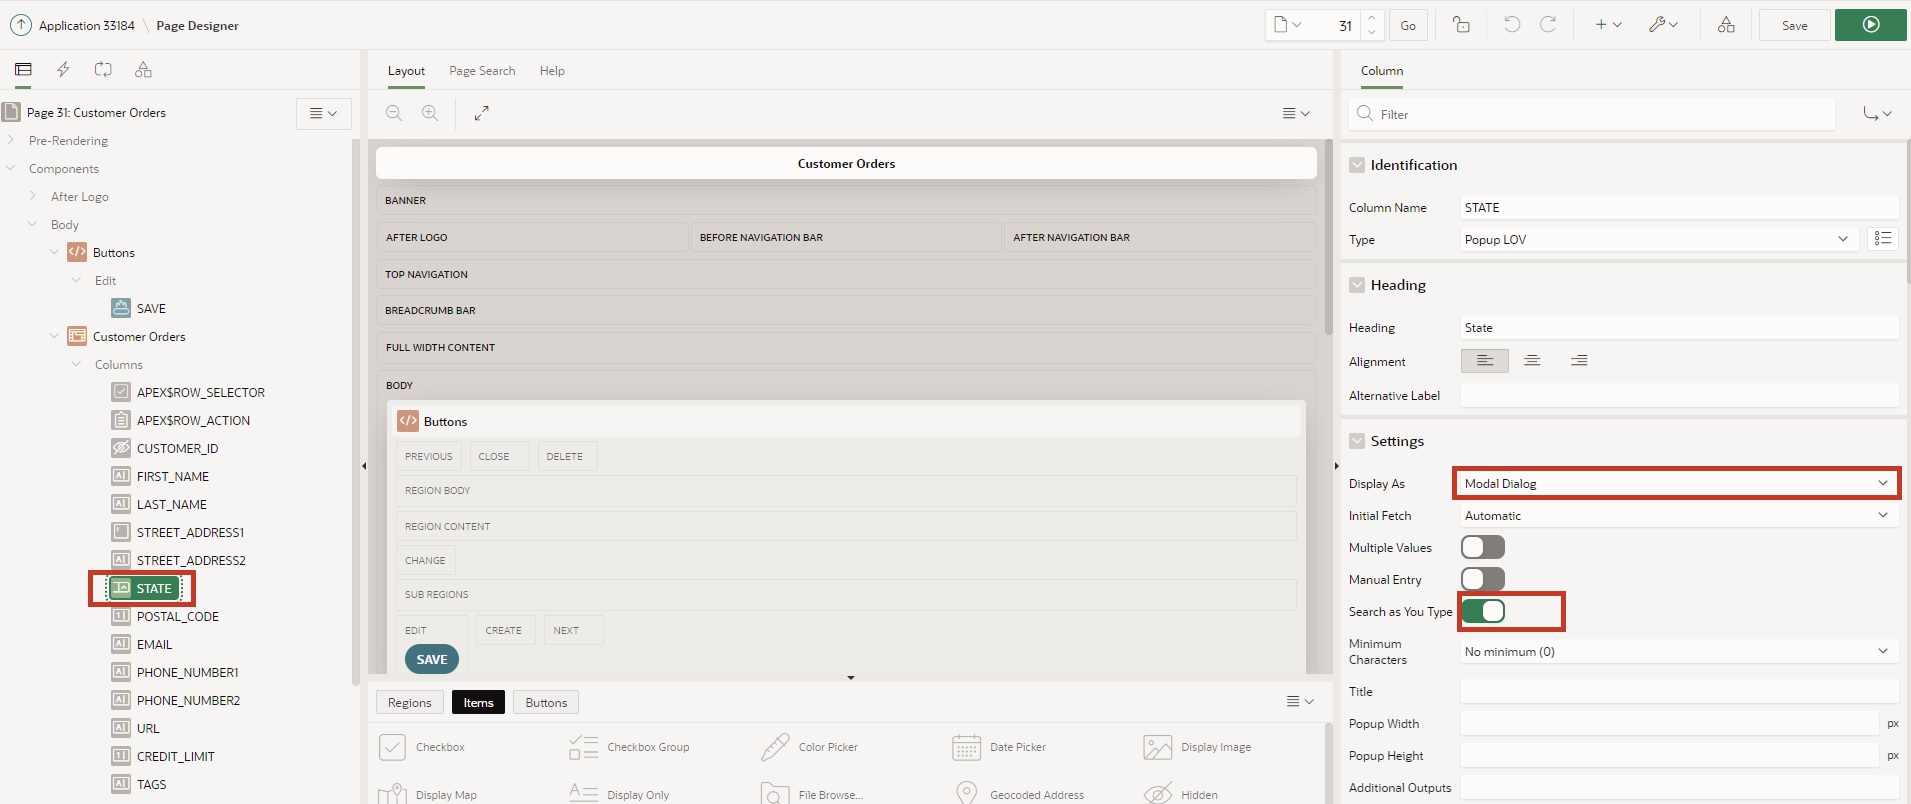 Application 33184 \ Page Designer
31
Go
Save
Layout
Page Search
Help
Column
Page 31: Customer Orders
Pre-Rendering
Components
After Logo
Body
Buttons
Edit
SAVE
Customer Orders
Columns
APEX$ROW_SELECTOR
APEX$ROW_ACTION
CUSTOMER_ID
FIRST_NAME
LAST_NAME
STREET_ADDRESS1
STREET_ADDRESS2
STATE
POSTAL_CODE
EMAIL
PHONE_NUMBER1
PHONE_NUMBER2
URL
CREDIT_LIMIT
TAGS
Customer Orders
BANNER
AFTER LOGO
BEFORE NAVIGATION BAR
AFTER NAVIGATION BAR
TOP NAVIGATION
BREADCRUMB BAR
FULL WIDTH CONTENT
BODY
Buttons
PREVIOUS
CLOSE
DELETE
REGION BODY
REGION CONTENT
CHANGE
SUB REGIONS
EDIT
CREATE
NEXT
SAVE
Regions
Items
Buttons
Checkbox
Checkbox Group
Color Picker
Date Picker
Display Image
Display Map
Display Only
File Browse...
Geocoded Address
Hidden
Filter
Identification
Column Name
STATE
Type
Popup LOV
Heading
Heading
State
Alignment
Alternative Label
Settings
Display As
Modal Dialog
Initial Fetch
Automatic
Multiple Values
Manual Entry
Search as You Type
Minimum
Characters
No minimum (0)
Title
Popup Width
px
Popup Height
px
Additional Outputs